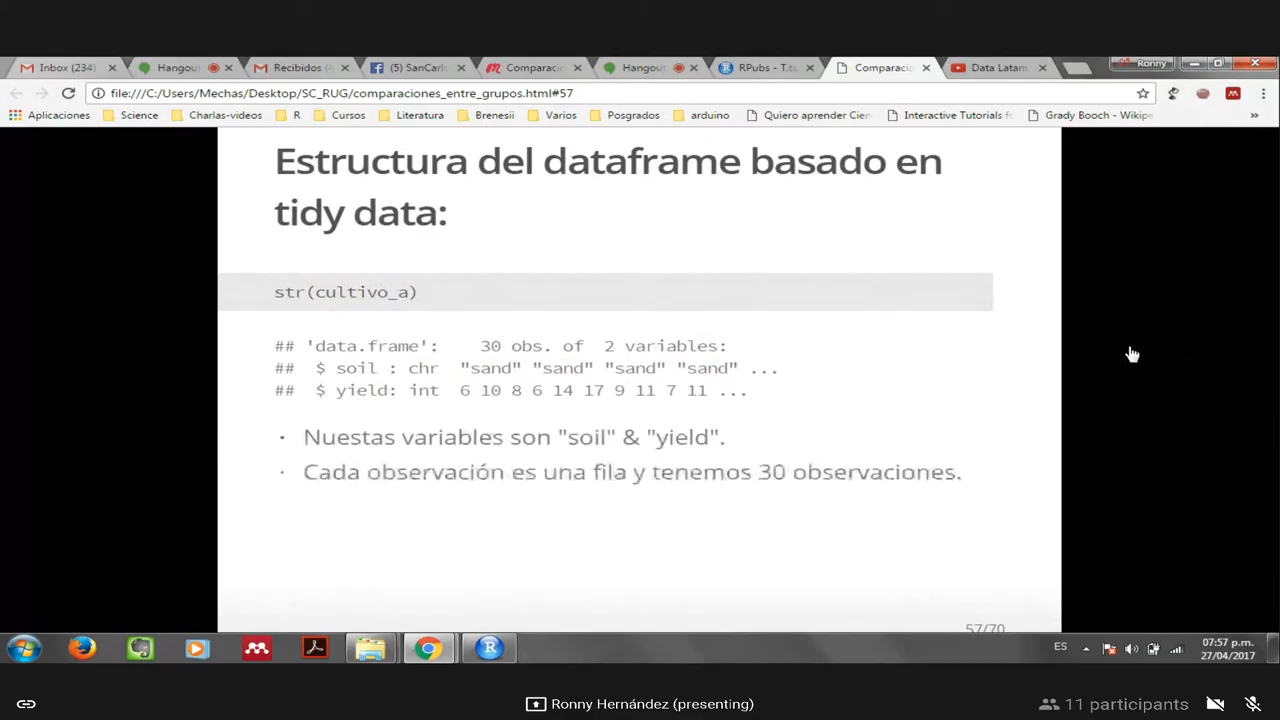 Inbox (234)
Hangout
Recibidos (
(5) SanCarlo
Comparacio
Hangout
RPubs - T.te
Comparacio
Data Latam
Ronny
file:///C:/Users/Mechas/Desktop/SC_RUG/comparaciones_entre_grupos.html#57
Aplicaciones
Science
Charlas-videos
R
Cursos
Literatura
Brenesii
Varios
Posgrados
arduino
Quiero aprender Cien
Interactive Tutorials fo
Grady Booch - Wikipe
»
Estructura del dataframe basado en
tidy data:
str(cultivo_a)
## 'data.frame': 30 obs. of 2 variables:
## $ soil : chr "sand" "sand" "sand" "sand" ...
## $ yield: int 6 10 8 6 14 17 9 11 7 11 ...
· Nuestas variables son "soil" & "yield".
· Cada observación es una fila y tenemos 30 observaciones.
57/70
ES
07:57 p.m.
27/04/2017
Ronny Hernández (presenting)
11 participants